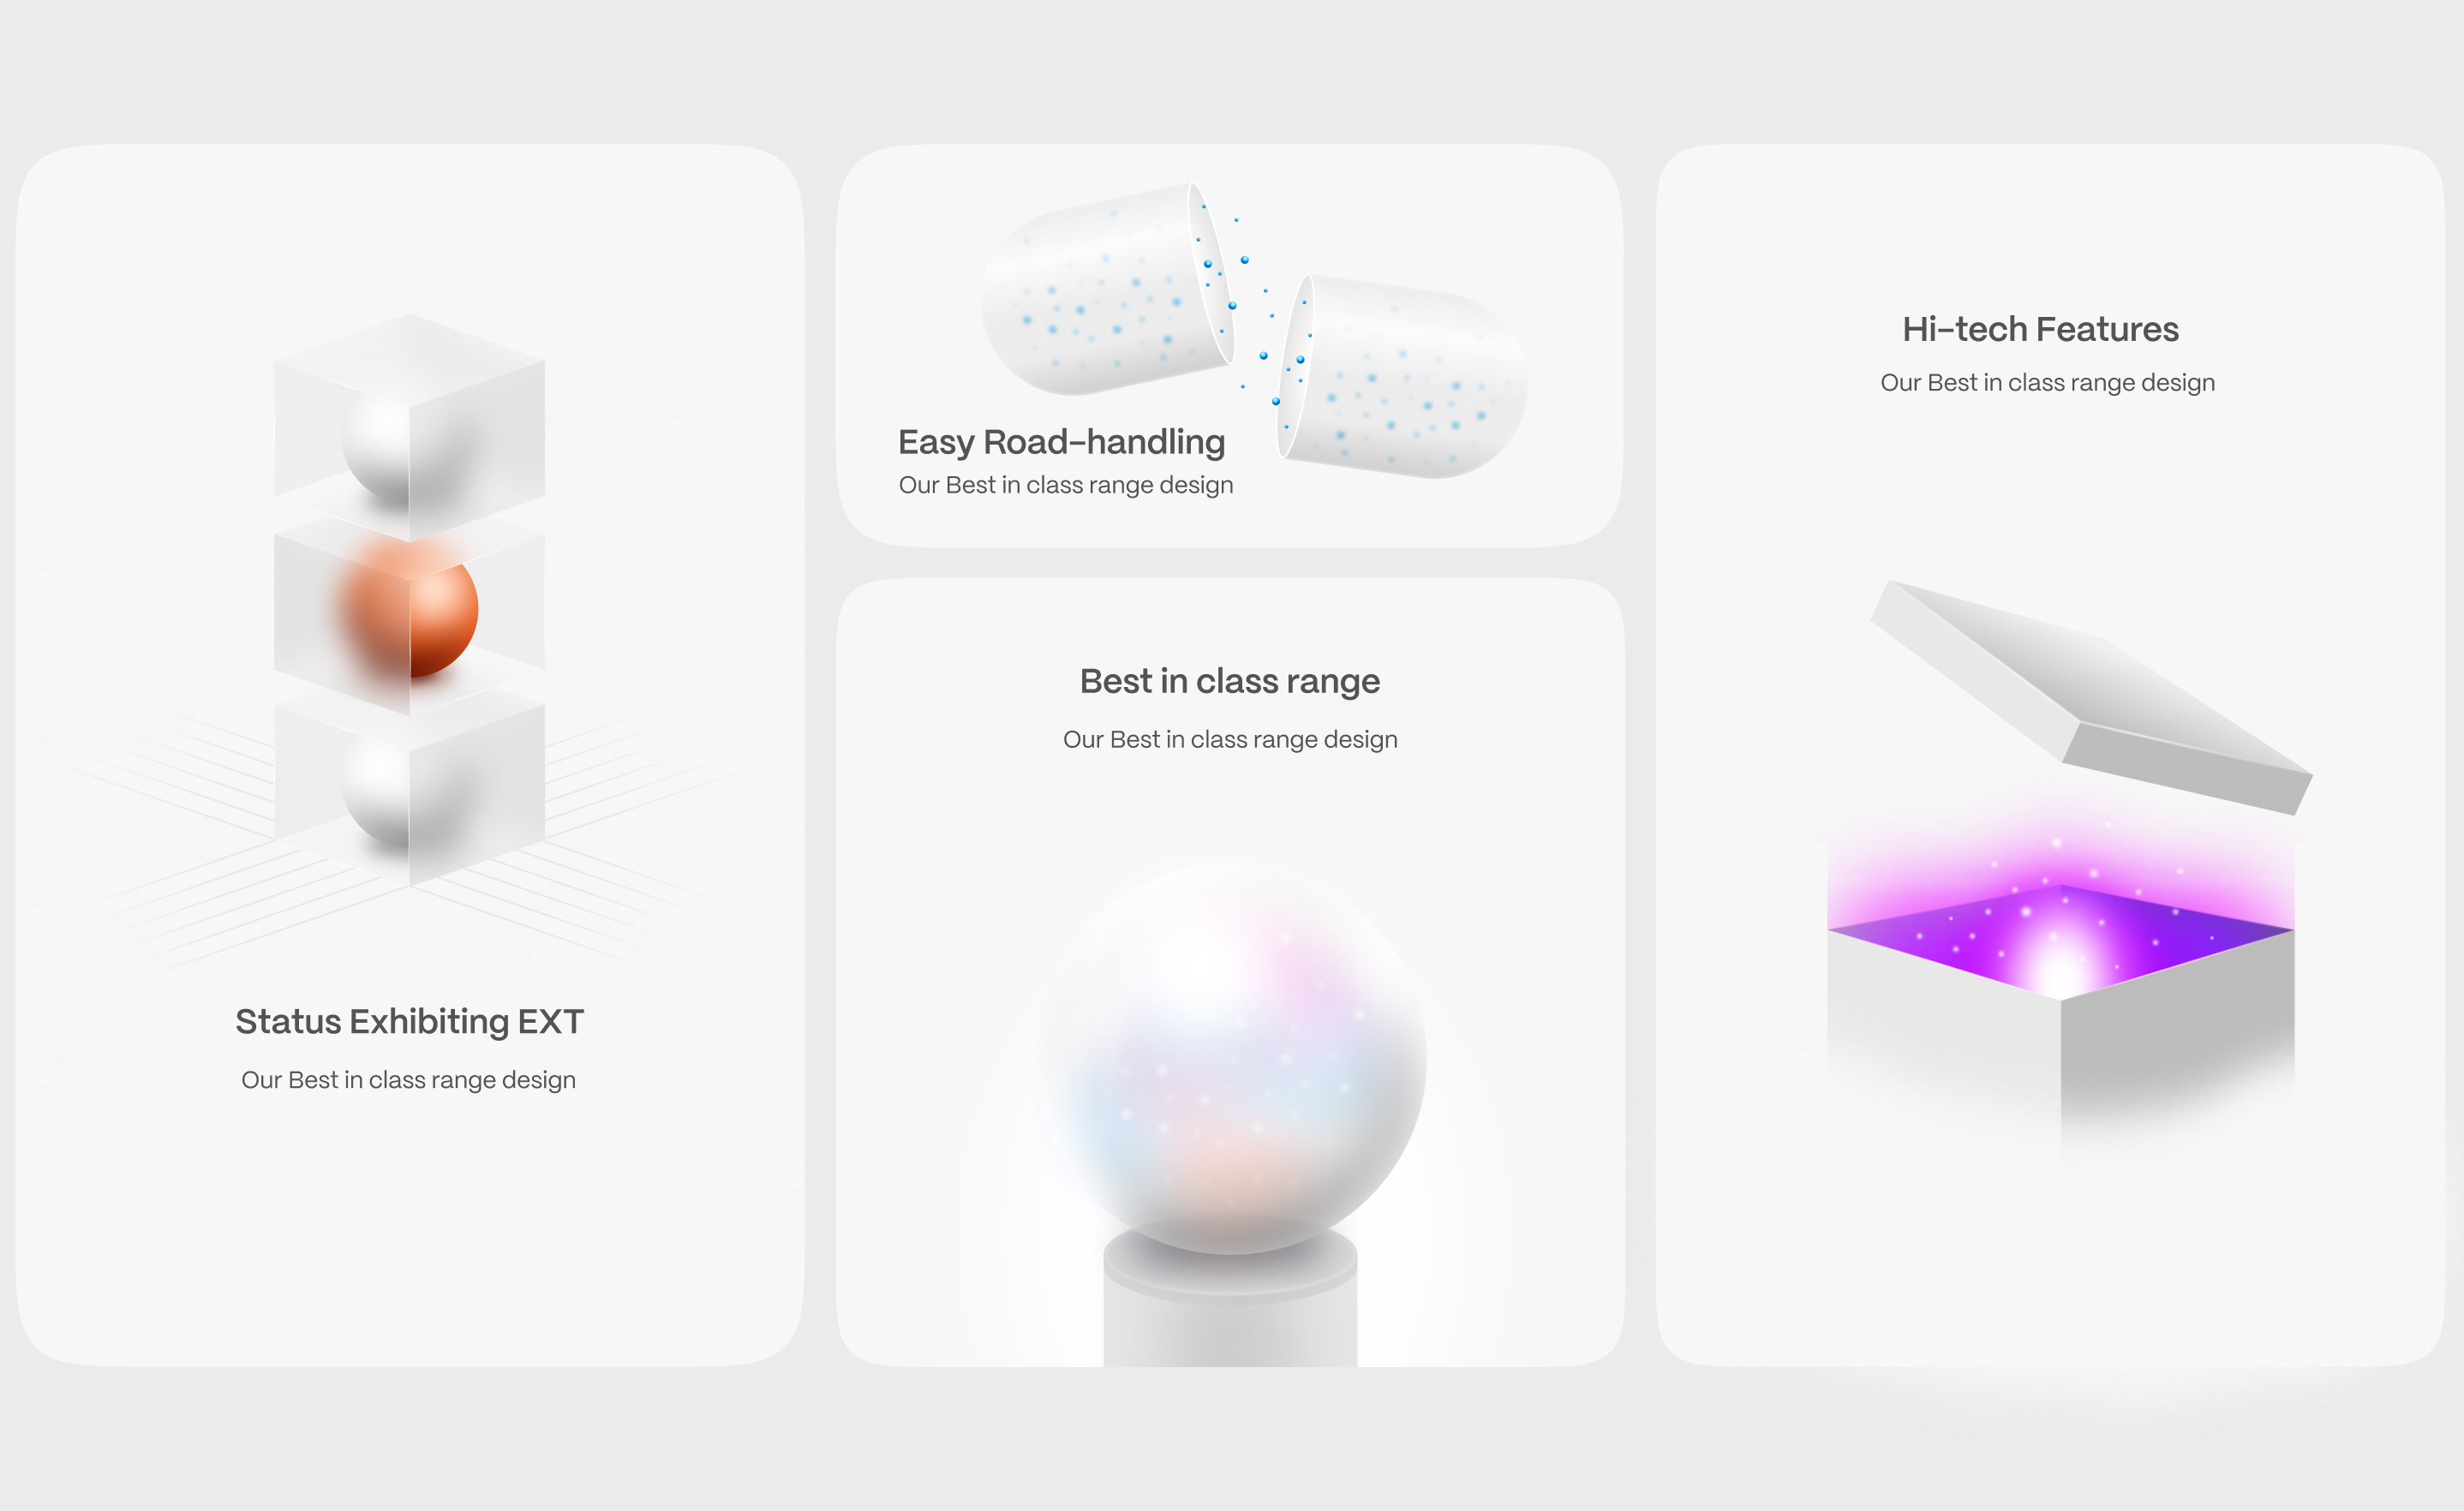 Status Exhibiting EXT
Our Best in class range design
Easy Road-handling
Our Best in class range design
Best in class range
Our Best in class range design
Hi-tech Features
Our Best in class range design